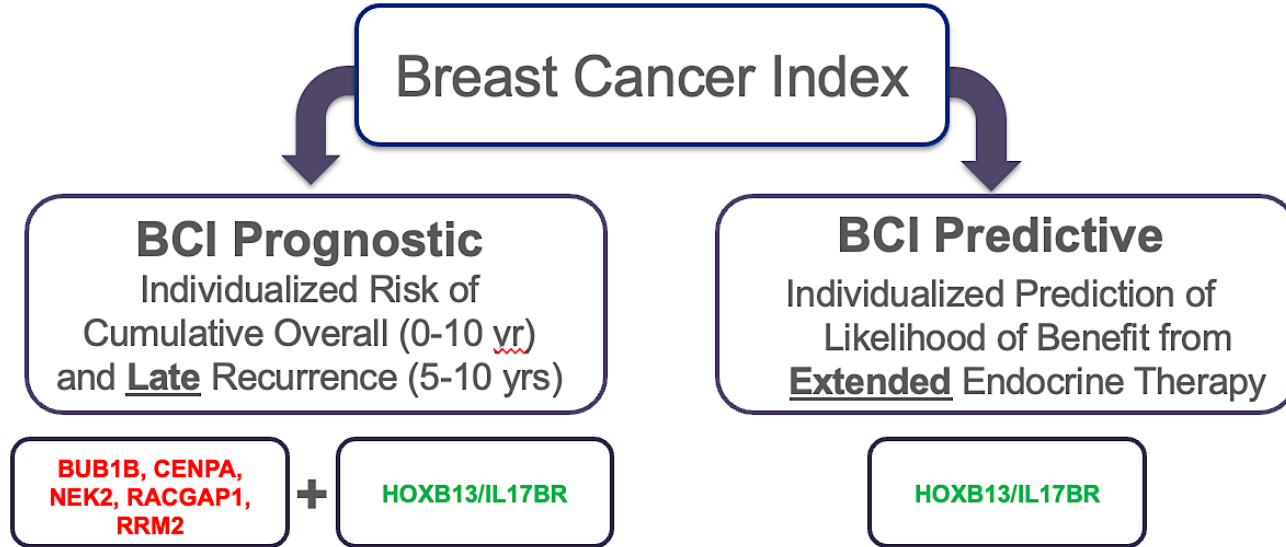 Breast Cancer Index
BCI Prognostic
Individualized Risk of
Cumulative Overall (0-10 yr)
and Late Recurrence (5-10 yrs)
BCI Predictive
Individualized Prediction of
Likelihood of Benefit from
Extended Endocrine Therapy
BUB1B, CENPA,
NEK2, RACGAP1,
RRM2
+
HOXB13/IL17BR
HOXB13/IL17BR